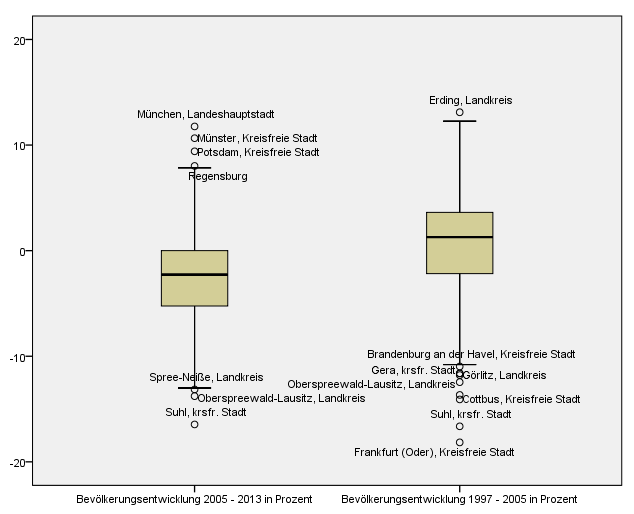 20
10
0
-10
-20
München, Landeshauptstadt
Münster, Kreisfreie Stadt
Potsdam, Kreisfreie Stadt
Regensburg
Spree-Neiße, Landkreis
Oberspreewald-Lausitz, Landkreis
Suhl, krsfr. Stadt
Erding, Landkreis
Brandenburg an der Havel, Kreisfreie Stadt
Gera, krsfr. Stadt
Görlitz, Landkreis
Oberspreewald-Lausitz, Landkreis
Cottbus, Kreisfreie Stadt
Suhl, krsfr. Stadt
Frankfurt (Oder), Kreisfreie Stadt
Bevölkerungsentwicklung 2005 - 2013 in Prozent
Bevölkerungsentwicklung 1997 - 2005 in Prozent